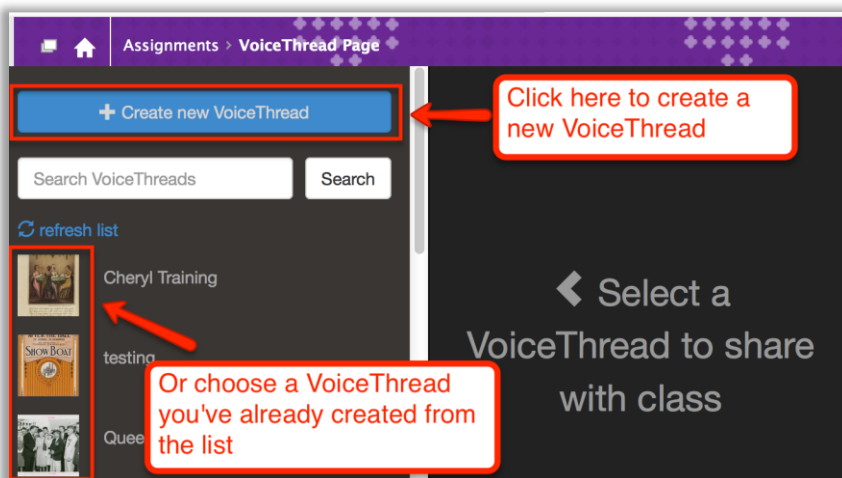 Assignments > VoiceThread Page
+ Create new VoiceThread
Click here to create a
new VoiceThread
Search VoiceThreads
Search
refresh list
Cheryl Training
SHOW BOAT
testing
Select a
VoiceThread to share
with class
Or choose a VoiceThread
you've already created from
the list
Quee